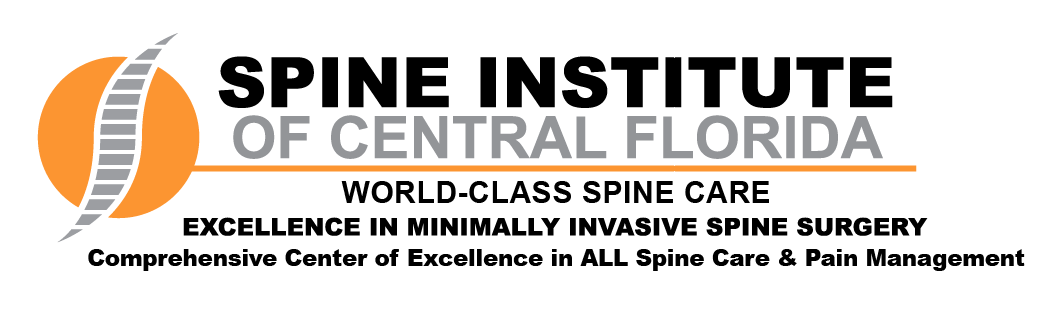 SPINE INSTITUTE
OF CENTRAL FLORIDA
WORLD-CLASS SPINE CARE
EXCELLENCE IN MINIMALLY INVASIVE SPINE SURGERY
Comprehensive Center of Excellence in ALL Spine Care & Pain Management